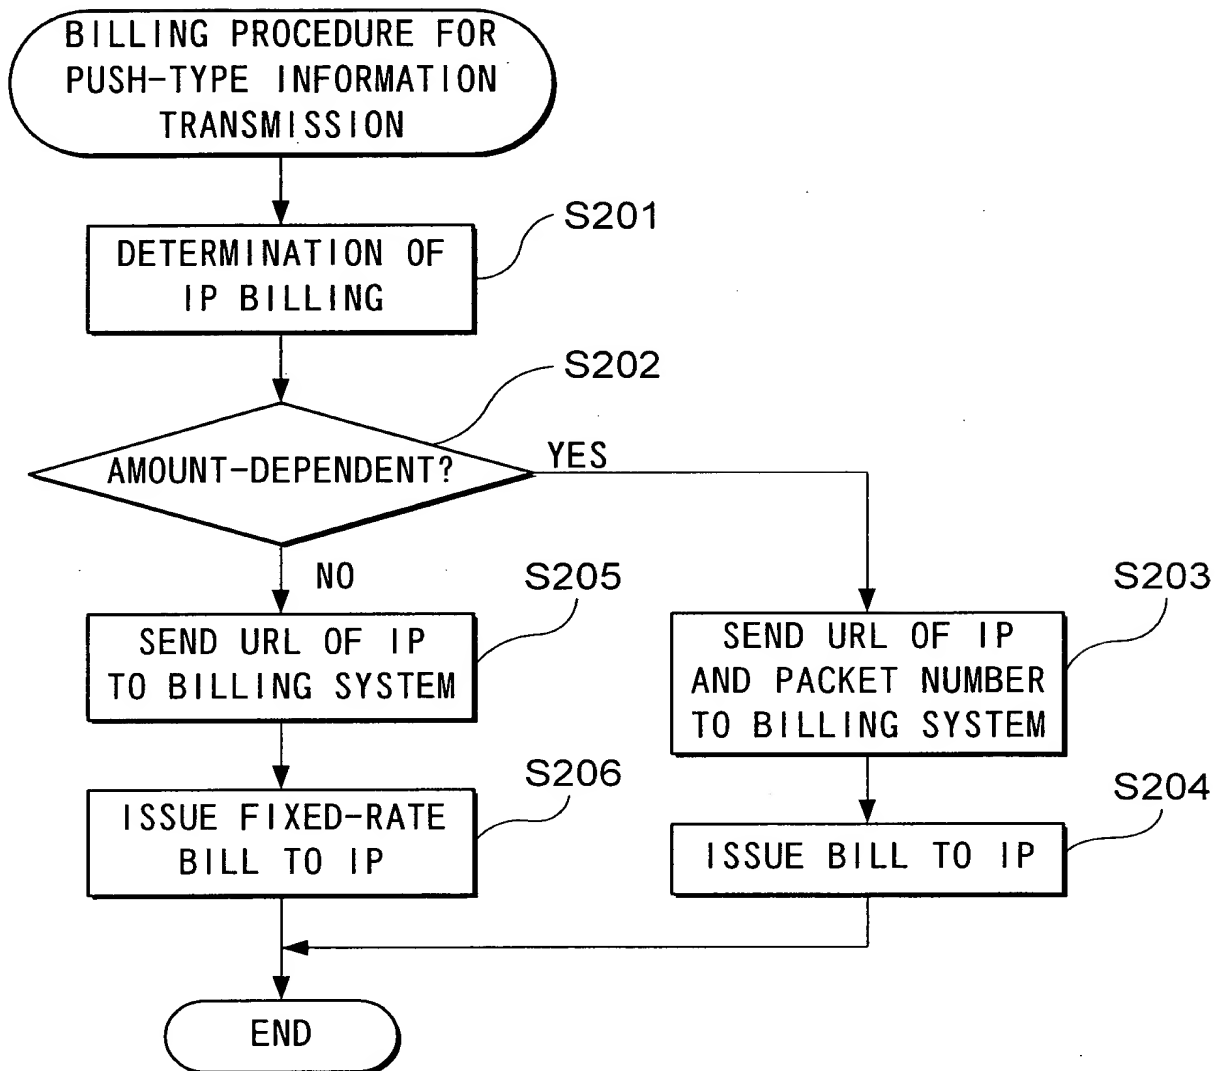 BILLING PROCEDURE FOR
PUSH-TYPE INFORMATION
TRANSMISSION
S201
DETERMINATION OF
IP BILLING
S202
AMOUNT-DEPENDENT?
YES
NO
S205
SEND URL OF IP
TO BILLING SYSTEM
S203
SEND URL OF IP
AND PACKET NUMBER
TO BILLING SYSTEM
S206
ISSUE FIXED-RATE
BILL TO IP
S204
ISSUE BILL TO IP
END